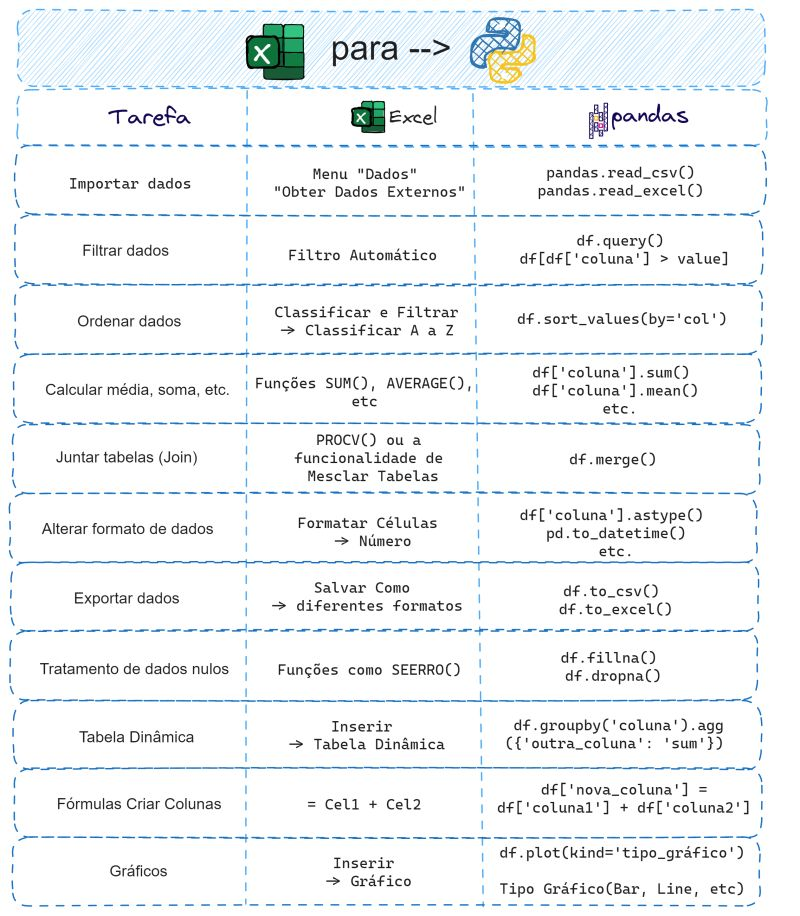 para -->
Tarefa
Excel
pandas
Importar dados
Menu "Dados"
"Obter Dados Externos"
pandas.read_csv()
pandas.read_excel()
Filtrar dados
Filtro Automático
df.query()
df[df['coluna'] > value]
Ordenar dados
Classificar e Filtrar
→ Classificar A a Z
df.sort_values(by='col')
Calcular média, soma, etc.
Funções SUM(), AVERAGE(),
etc
df['coluna'].sum()
df['coluna'].mean()
etc.
Juntar tabelas (Join)
PROCV() ou a
funcionalidade de
Mesclar Tabelas
df.merge()
Alterar formato de dados
Formatar Células
→ Número
df['coluna'].astype()
pd.to_datetime()
etc.
Exportar dados
Salvar Como
→ diferentes formatos
df.to_csv()
df.to_excel()
Tratamento de dados nulos
Funções como SEERRO()
df.fillna()
df.dropna()
Tabela Dinâmica
Inserir
→ Tabela Dinâmica
df.groupby('coluna').agg
({'outra_coluna': 'sum'})
Fórmulas Criar Colunas
= Cel1 + Cel2
df['nova_coluna'] =
df['coluna1'] + df['coluna2']
Gráficos
Inserir
→ Gráfico
df.plot(kind='tipo_gráfico')
Tipo Gráfico(Bar, Line, etc)